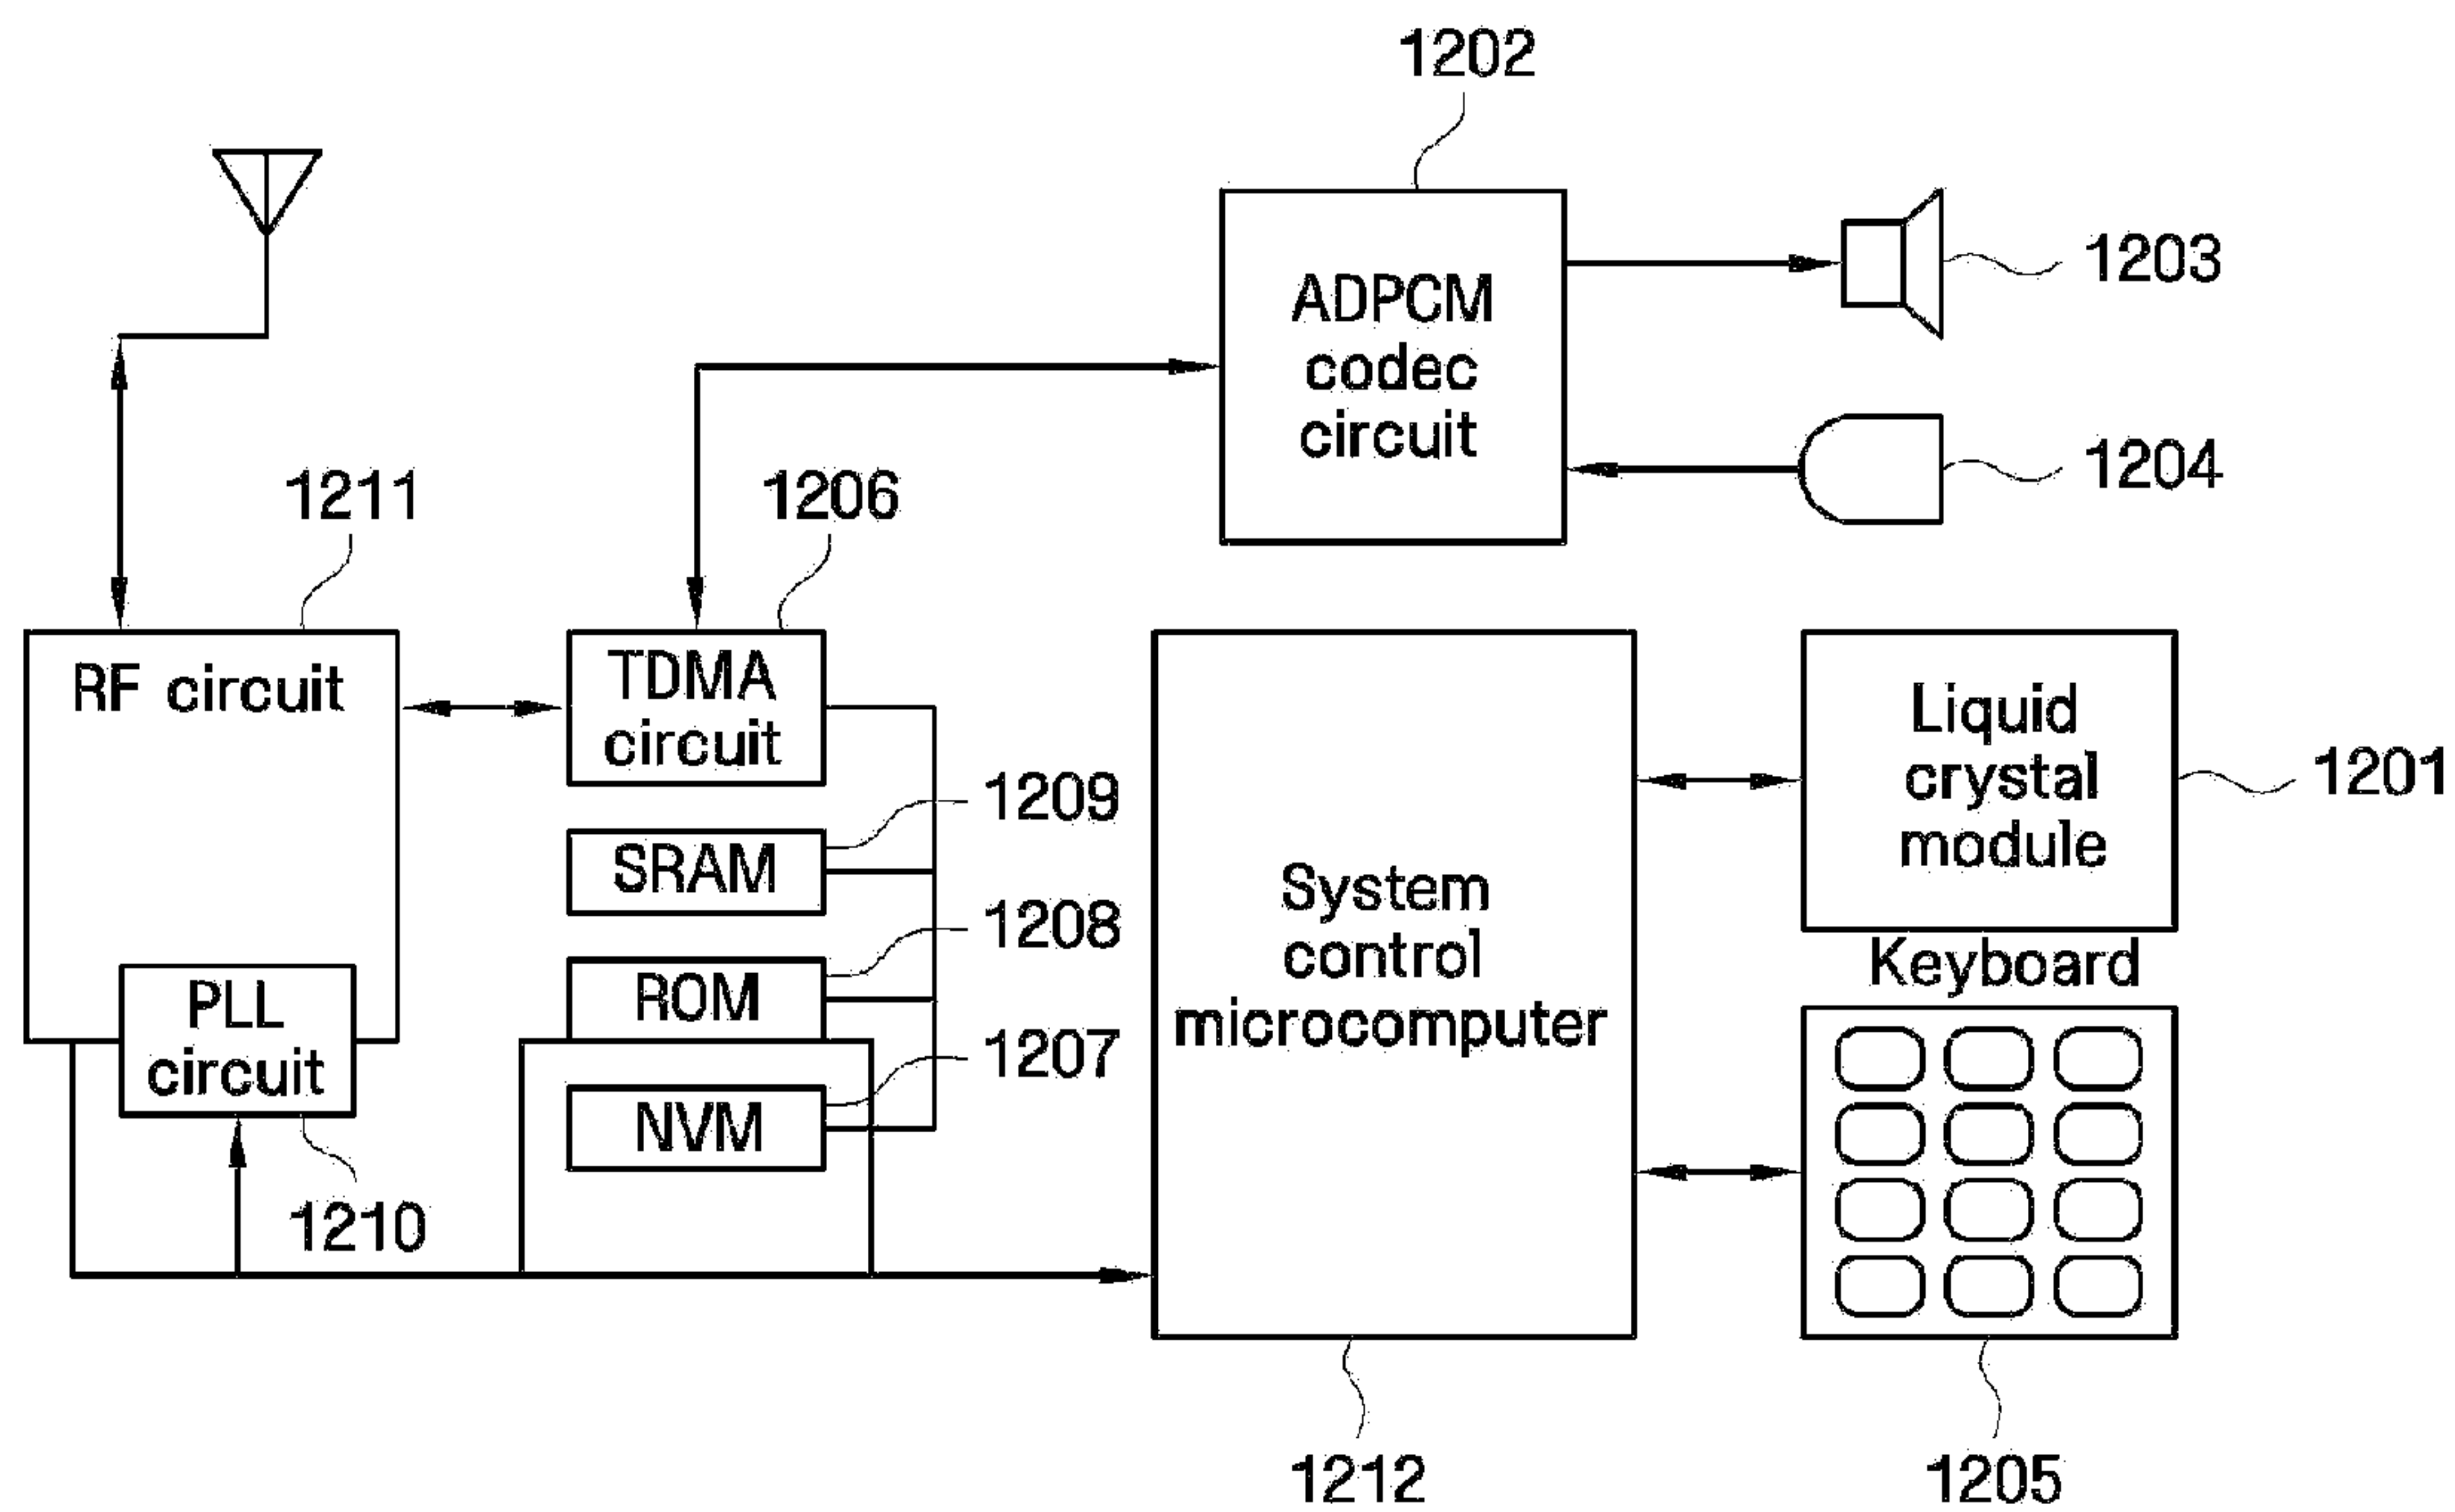 1202
1203
ADPCM
codec
circuit
1204
1211
1206
RF circuit
TDMA
circuit
Liquid
crystal
module
1201
1209
SRAM
1208
ROM
System
control
microcomputer
Keyboard
PLL
circuit
1207
NVM
1210
1212
1205